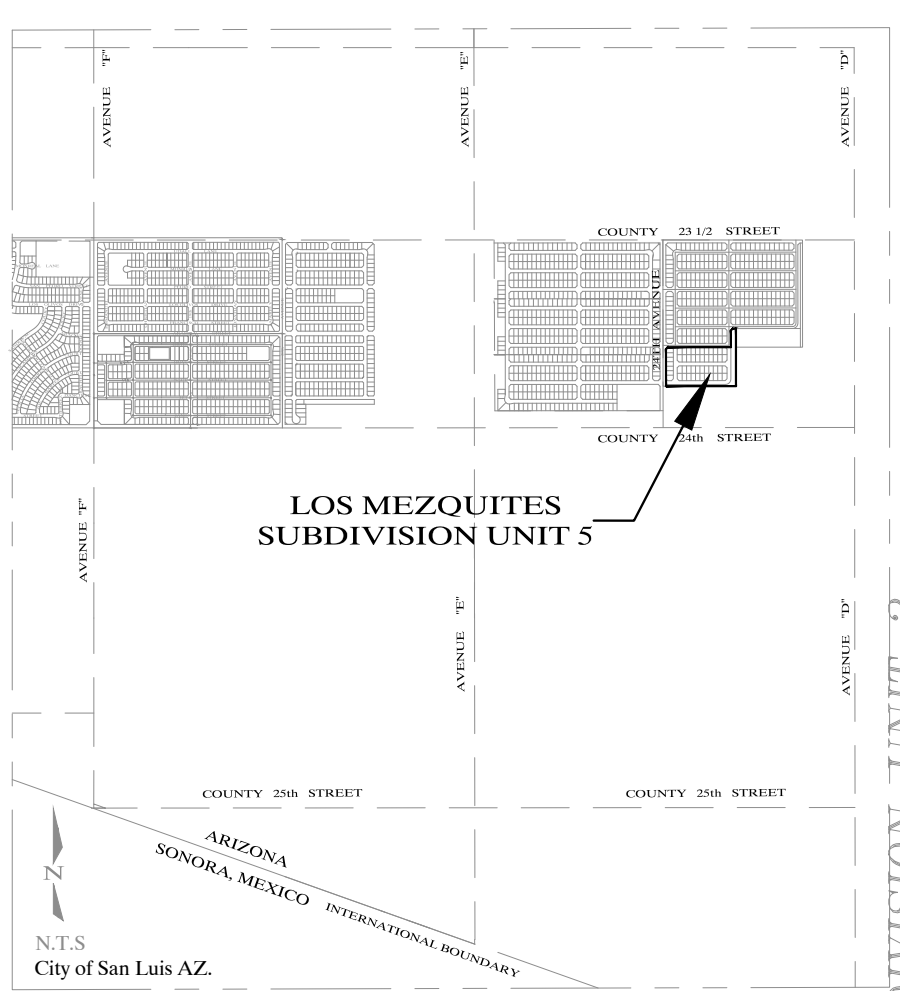 AVENUE "F"
AVENUE "E"
AVENUE "D"
COUNTY 23 1/2 STREET
24TH AVENUE
COUNTY 24th STREET
LOS MEZQUITES
SUBDIVISION UNIT 5
AVENUE "F"
AVENUE "E"
AVENUE "D"
COUNTY 25th STREET
COUNTY 25th STREET
ARIZONA
SONORA, MEXICO
INTERNATIONAL BOUNDARY
N
N.T.S
City of San Luis AZ.